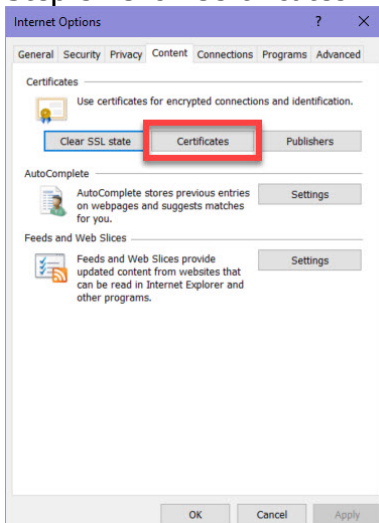 Internet Options ? X
General Security Privacy Content Connections Programs Advanced
Certificates
Use certificates for encrypted connections and identification.
Clear SSL state Certificates Publishers
AutoComplete
AutoComplete stores previous entries
on webpages and suggests matches
for you.
Settings
Feeds and Web Slices
Feeds and Web Slices provide
updated content from websites that
can be read in Internet Explorer and
other programs.
Settings
OK Cancel Apply